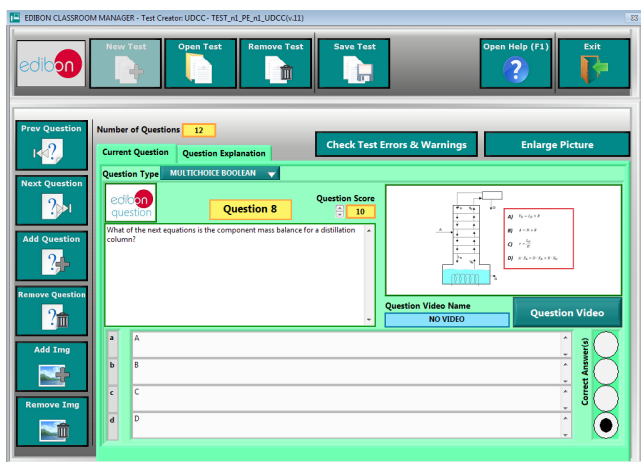 EDIBON CLASSROOM MANAGER - Test Creator: UDCC - TEST_n1_PE_n1_UDCC(v.11)
edibon
New Test
Open Test
Remove Test
Save Test
Open Help (F1)
Exit
Prev Question
Next Question
Add Question
Remove Question
Add Img
Remove Img
Number of Questions 12
Check Test Errors & Warnings
Enlarge Picture
Current Question
Question Explanation
Question Type MULTICHOICE BOOLEAN
edibon
question
Question 8
Question Score
10
What of the next equations is the component mass balance for a distillation
column?
A)
B)
C)
D)
Question Video Name
NO VIDEO
Question Video
a A
b B
c C
d D
Correct Answer(s)